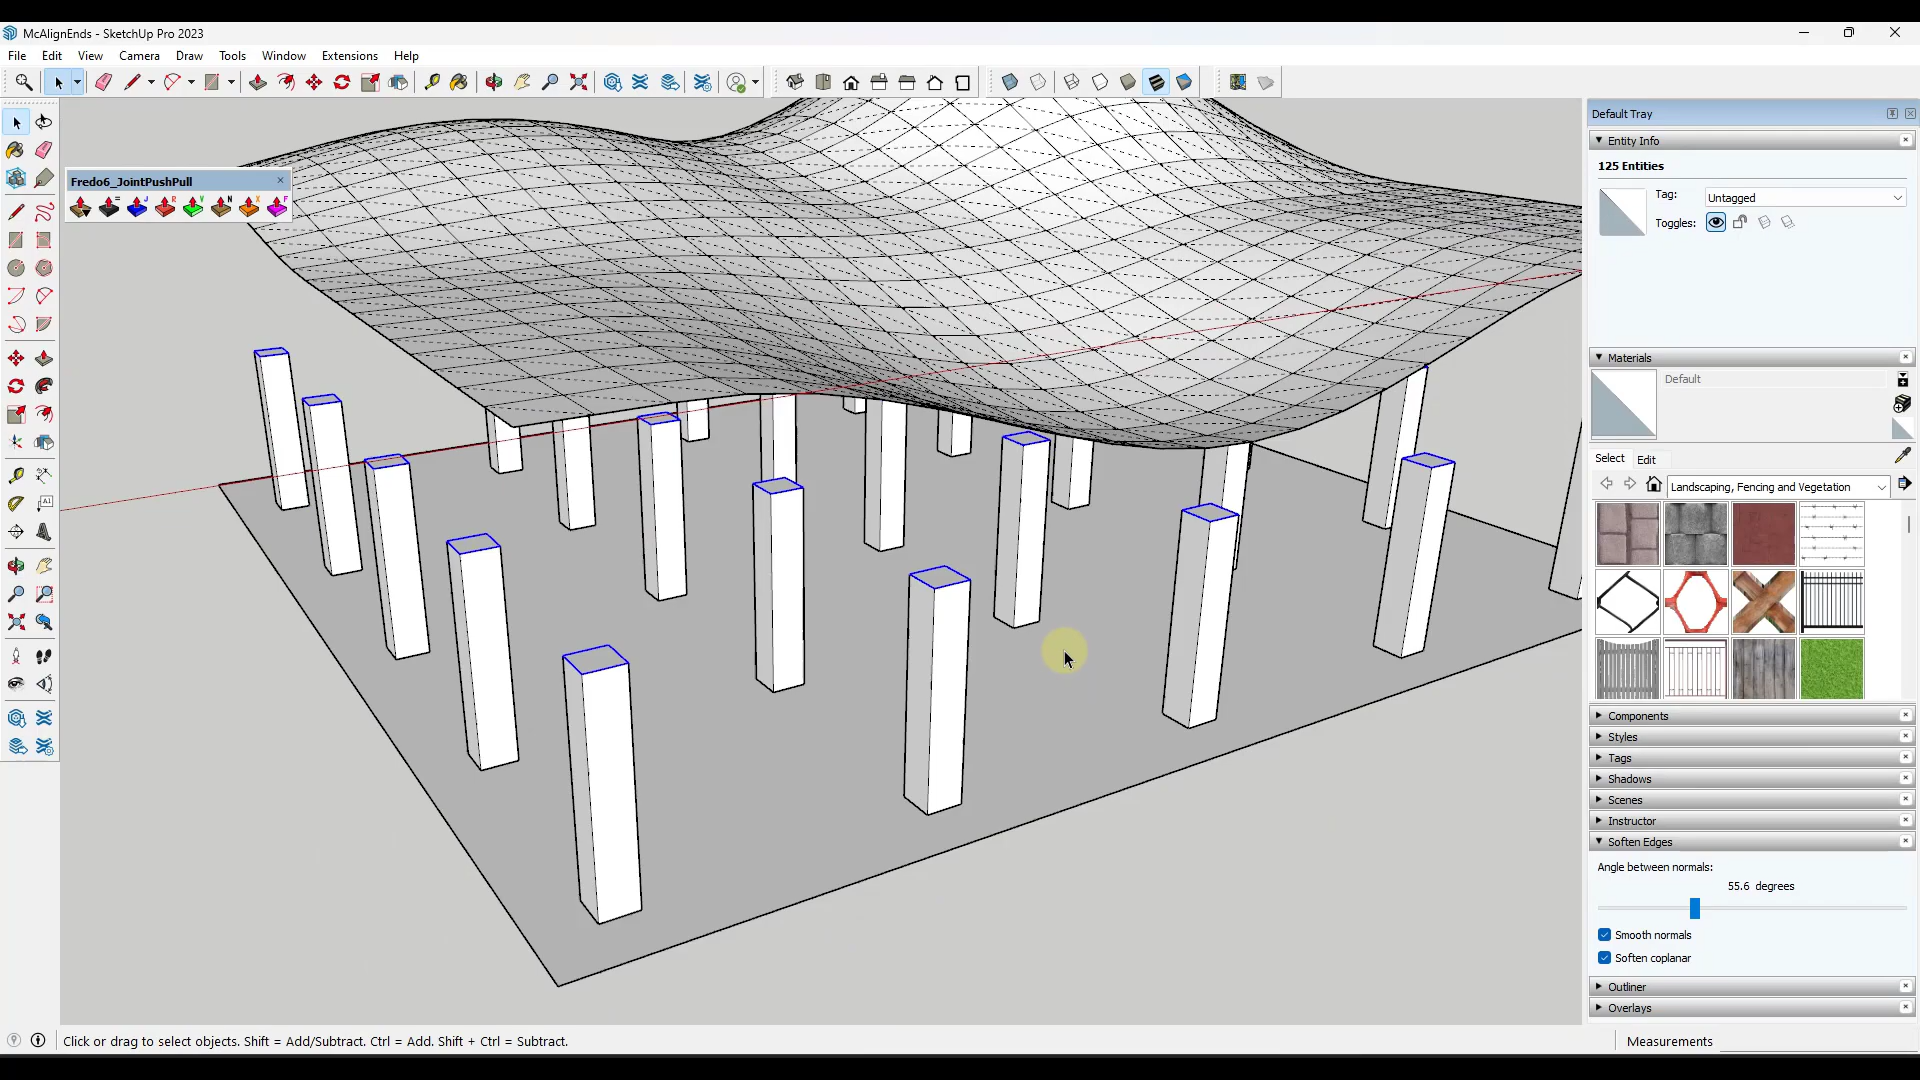 McAlignEnds - SketchUp Pro 2023
File Edit View Camera Draw Tools Window Extensions Help
Default Tray
Entity Info
125 Entities
Tag: Untagged
Toggles:
Fredo6_JointPushPull
= J R V N X F
Materials
Default
Select Edit
Landscaping, Fencing and Vegetation
A1
Components
Styles
Tags
Shadows
Scenes
Instructor
Soften Edges
Angle between normals:
55.6 degrees
Smooth normals
Soften coplanar
Outliner
Overlays
Click or drag to select objects. Shift = Add/Subtract. Ctrl = Add. Shift + Ctrl = Subtract.
Measurements